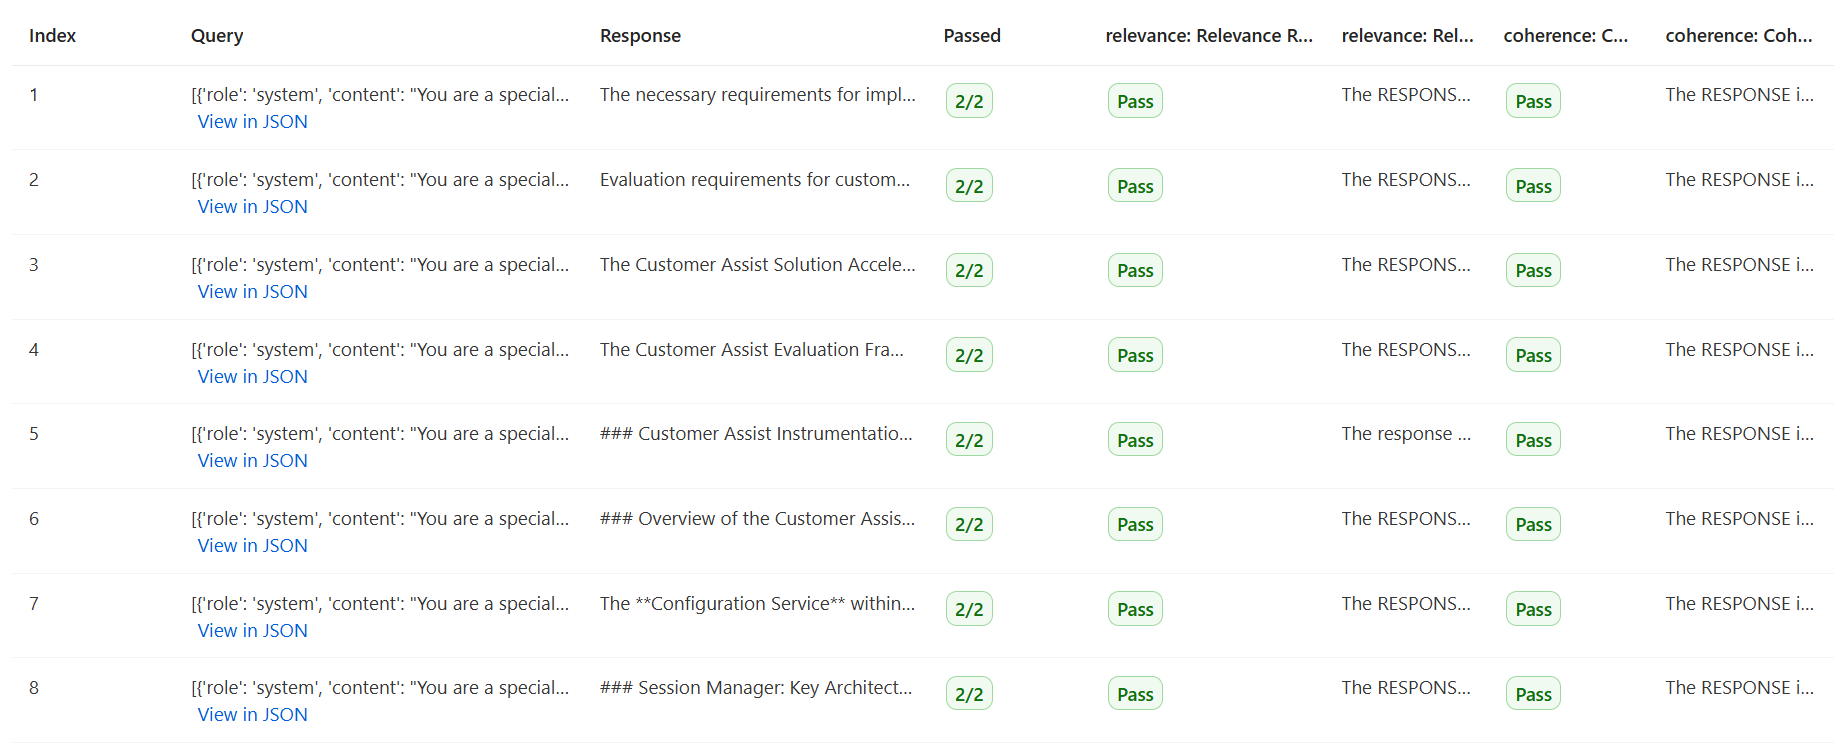 Index Query Response Passed relevance: Relevance R... relevance: Rel... coherence: C... coherence: Coh...
1 [{'role': 'system', 'content': "You are a special... The necessary requirements for impl... 2/2 Pass The RESPONS... Pass The RESPONSE i...
View in JSON
2 [{'role': 'system', 'content': "You are a special... Evaluation requirements for custom... 2/2 Pass The RESPONS... Pass The RESPONSE i...
View in JSON
3 [{'role': 'system', 'content': "You are a special... The Customer Assist Solution Accele... 2/2 Pass The RESPONS... Pass The RESPONSE i...
View in JSON
4 [{'role': 'system', 'content': "You are a special... The Customer Assist Evaluation Fra... 2/2 Pass The RESPONS... Pass The RESPONSE i...
View in JSON
5 [{'role': 'system', 'content': "You are a special... ### Customer Assist Instrumentatio... 2/2 Pass The response ... Pass The RESPONSE i...
View in JSON
6 [{'role': 'system', 'content': "You are a special... ### Overview of the Customer Assis... 2/2 Pass The RESPONS... Pass The RESPONSE i...
View in JSON
7 [{'role': 'system', 'content': "You are a special... The **Configuration Service** within... 2/2 Pass The RESPONS... Pass The RESPONSE i...
View in JSON
8 [{'role': 'system', 'content': "You are a special... ### Session Manager: Key Architect... 2/2 Pass The RESPONS... Pass The RESPONSE i...
View in JSON